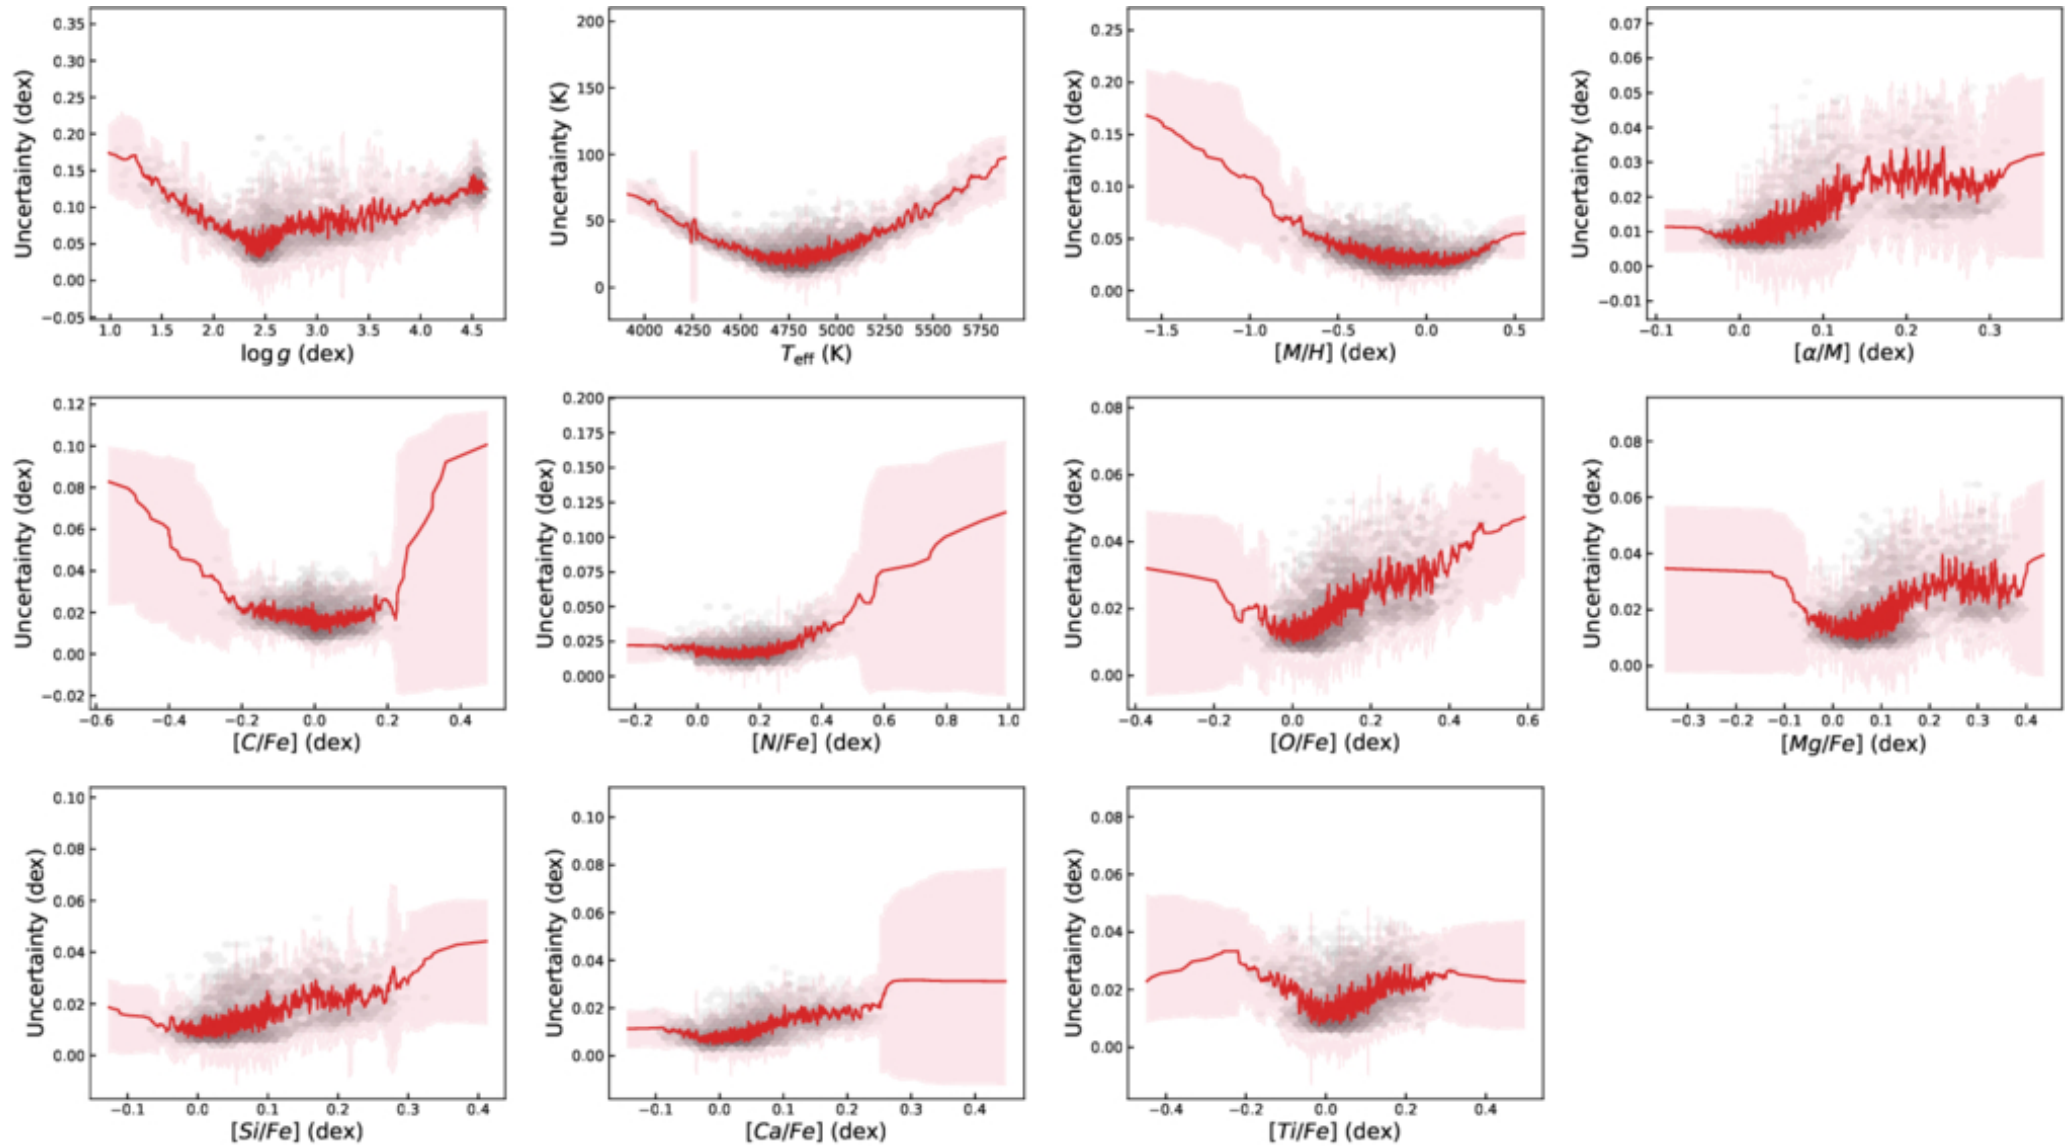 Uncertainty (dex)
0.35
0.30
0.25
0.20
0.15
0.10
0.05
0.00
−0.05
1.0 1.5 2.0 2.5 3.0 3.5 4.0 4.5
log g (dex)
Uncertainty (K)
200
150
100
50
0
4000 4250 4500 4750 5000 5250 5500 5750
T_eff (K)
Uncertainty (dex)
0.25
0.20
0.15
0.10
0.05
0.00
−1.5 −1.0 −0.5 0.0 0.5
[M/H] (dex)
Uncertainty (dex)
0.07
0.06
0.05
0.04
0.03
0.02
0.01
0.00
−0.01
−0.1 0.0 0.1 0.2 0.3
[α/M] (dex)
Uncertainty (dex)
0.12
0.10
0.08
0.06
0.04
0.02
0.00
−0.02
−0.6 −0.4 −0.2 0.0 0.2 0.4
[C/Fe] (dex)
Uncertainty (dex)
0.200
0.175
0.150
0.125
0.100
0.075
0.050
0.025
0.000
−0.2 0.0 0.2 0.4 0.6 0.8 1.0
[N/Fe] (dex)
Uncertainty (dex)
0.08
0.06
0.04
0.02
0.00
−0.4 −0.2 0.0 0.2 0.4 0.6
[O/Fe] (dex)
Uncertainty (dex)
0.08
0.06
0.04
0.02
0.00
−0.3 −0.2 −0.1 0.0 0.1 0.2 0.3 0.4
[Mg/Fe] (dex)
Uncertainty (dex)
0.10
0.08
0.06
0.04
0.02
0.00
−0.1 0.0 0.1 0.2 0.3 0.4
[Si/Fe] (dex)
Uncertainty (dex)
0.10
0.08
0.06
0.04
0.02
0.00
−0.1 0.0 0.1 0.2 0.3 0.4
[Ca/Fe] (dex)
Uncertainty (dex)
0.08
0.06
0.04
0.02
0.00
−0.4 −0.2 0.0 0.2 0.4
[Ti/Fe] (dex)